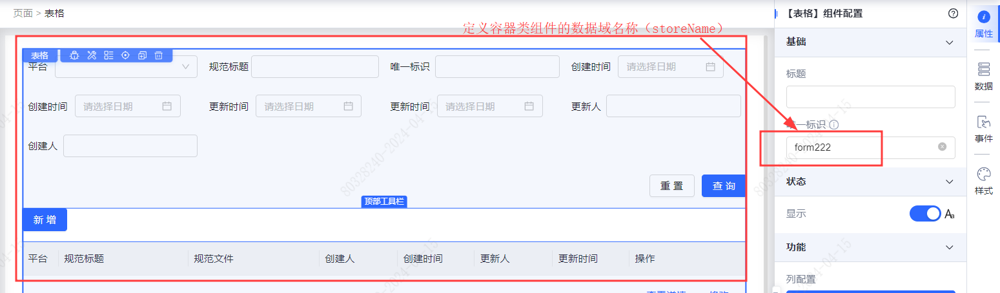 页面 > 表格
定义容器类组件的数据域名称（storeName）
表格
平台
规范标题
唯一标识
创建时间 请选择日期
创建时间 请选择日期
更新时间 请选择日期
更新时间 请选择日期
更新人
创建人
重 置
查 询
顶部工具栏
新 增
平台 规范标题 规范文件 创建人 创建时间 更新人 更新时间 操作
【表格】组件配置
基础
标题
唯一标识
form222
状态
显示
功能
列配置
属性
数据
事件
样式
80328240-2024-04-15